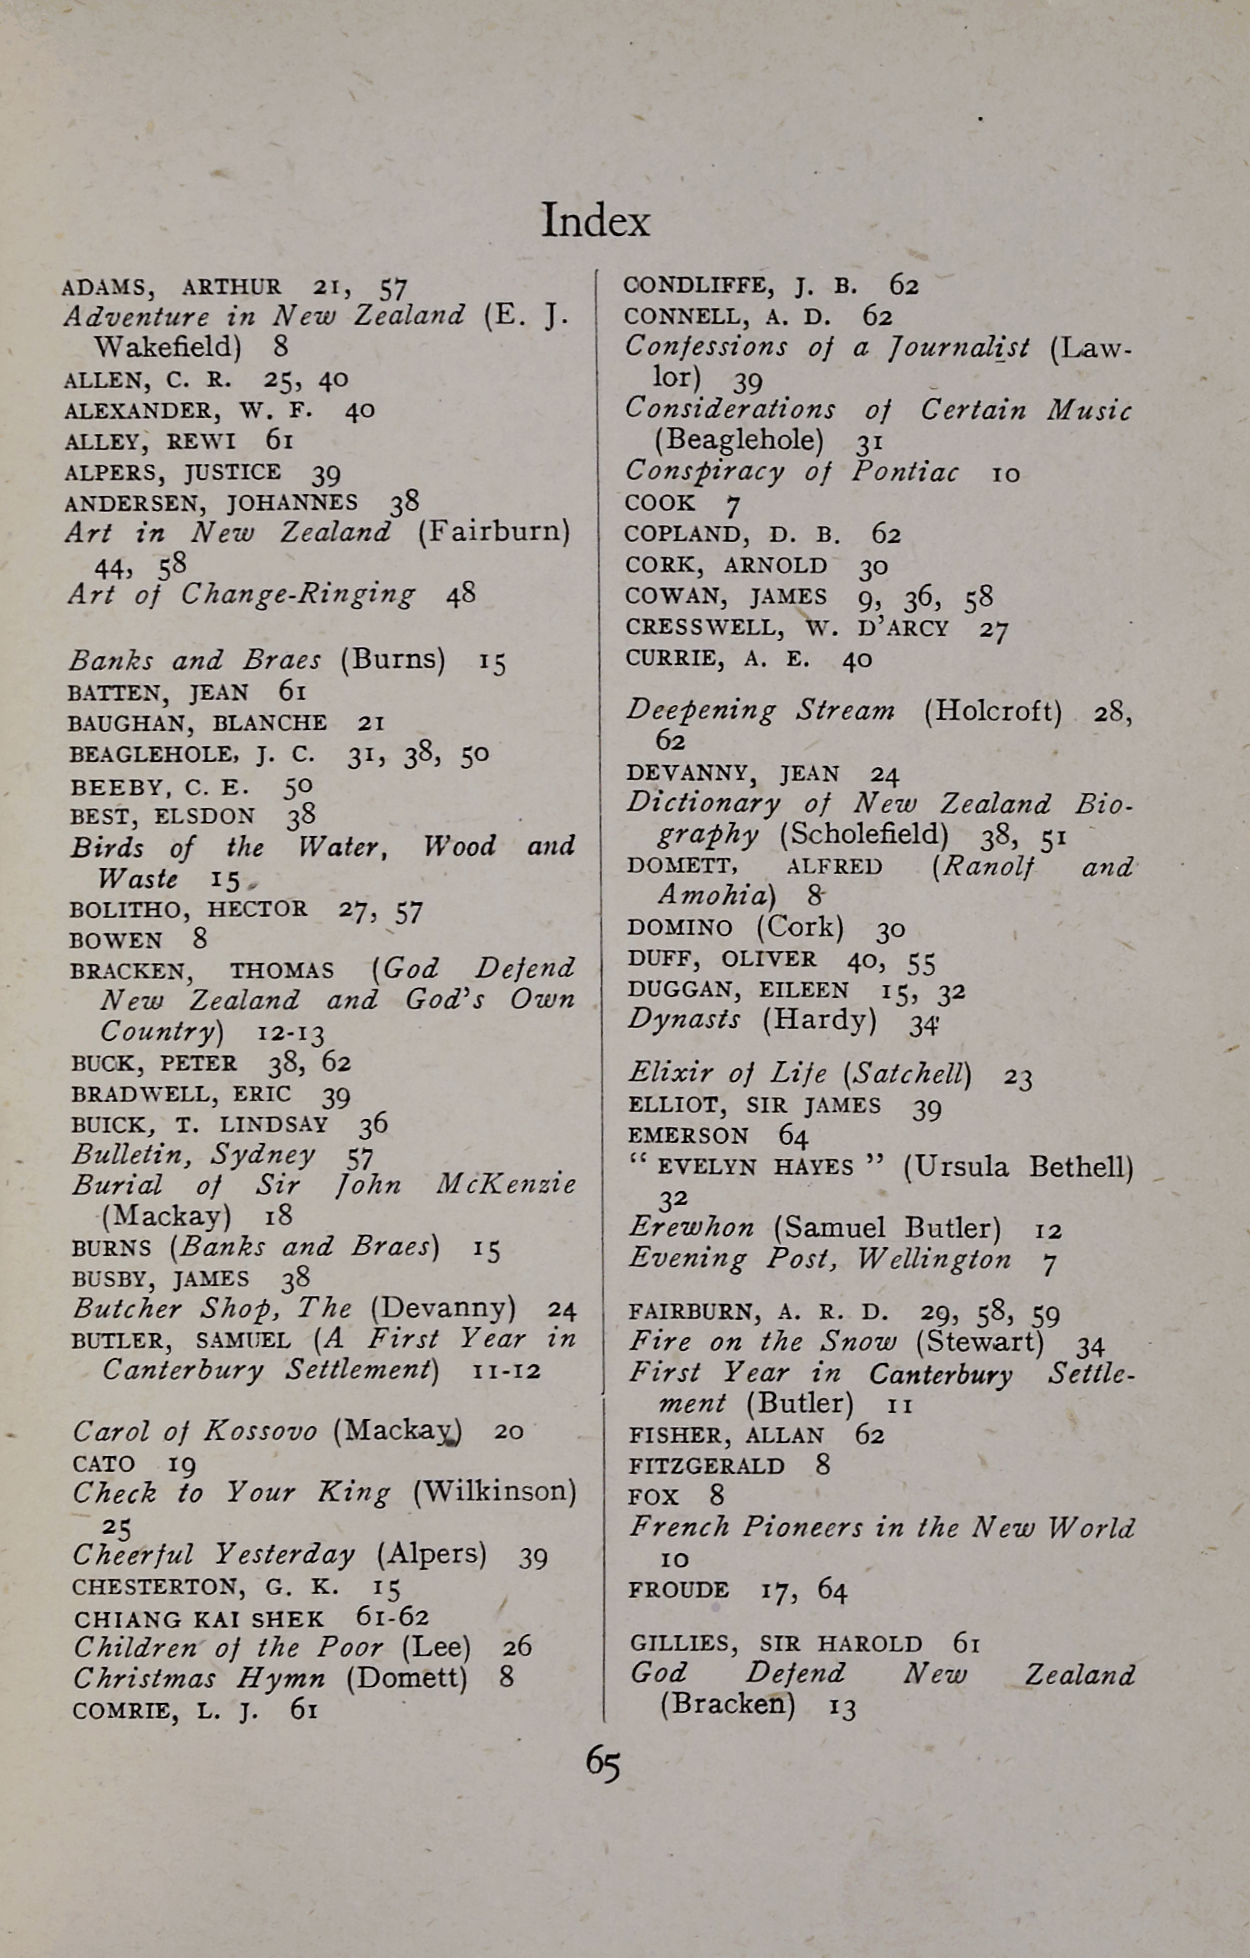 Index
ADAMS, ARTHUR 21, 57
Adventure in New Zealand (E. J.
Wakefield) 8
ALLEN, C. R. 25, 40
ALEXANDER, W. F. 40
ALLEY, REWI 61
ALPERS, JUSTICE 39
ANDERSEN, JOHANNES 38
Art in New Zealand (Fairburn)
44, 58
Art of Change-Ringing 48
Banks and Braes (Burns) 15
BATTEN, JEAN 61
BAUGHAN, BLANCHE 21
BEAGLEHOLE, J. C. 31, 38, 50
BEEBY, C. E. 50
BEST, ELSDON 38
Birds of the Water, Wood and
Waste 15
BOLITHO, HECTOR 27, 57
BOWEN 8
BRACKEN, THOMAS (God Defend
New Zealand and God's Own
Country) 12-13
BUCK, PETER 38, 62
BRADWELL, ERIC 39
BUICK, T. LINDSAY 36
Bulletin, Sydney 57
Burial of Sir John McKenzie
(Mackay) 18
BURNS (Banks and Braes) 15
BUSBY, JAMES 38
Butcher Shop, The (Devanny) 24
BUTLER, SAMUEL (A First Year in
Canterbury Settlement) 11-12
Carol of Kossovo (Mackay) 20
CATO 19
Check to Your King (Wilkinson)
25
Cheerful Yesterday (Alpers) 39
CHESTERTON, G. K. 15
CHIANG KAI SHEK 61-62
Children of the Poor (Lee) 26
Christmas Hymn (Domett) 8
COMRIE, L. J. 61
CONDLIFFE, J. B. 62
CONNELL, A. D. 62
Confessions of a Journalist (Law-
lor) 39
Considerations of Certain Music
(Beaglehole) 31
Conspiracy of Pontiac 10
COOK 7
COPLAND, D. B. 62
CORK, ARNOLD 30
COWAN, JAMES 9, 36, 58
CRESSWELL, W. D'ARCY 27
CURRIE, A. E. 40
Deepening Stream (Holcroft) 28,
62
DEVANNY, JEAN 24
Dictionary of New Zealand Bio-
graphy (Scholefield) 38, 51
DOMETT, ALFRED (Ranolf and
Amohia) 8
DOMINO (Cork) 30
DUFF, OLIVER 40, 55
DUGGAN, EILEEN 15, 32
Dynasts (Hardy) 34
Elixir of Life (Satchell) 23
ELLIOT, SIR JAMES 39
EMERSON 64
" EVELYN HAYES " (Ursula Bethell)
32
Erewhon (Samuel Butler) 12
Evening Post, Wellington 7
FAIRBURN, A. R. D. 29, 58, 59
Fire on the Snow (Stewart) 34
First Year in Canterbury Settle-
ment (Butler) 11
FISHER, ALLAN 62
FITZGERALD 8
FOX 8
French Pioneers in the New World
10
FROUDE 17, 64
GILLIES, SIR HAROLD 61
God Defend New Zealand
(Bracken) 13
65